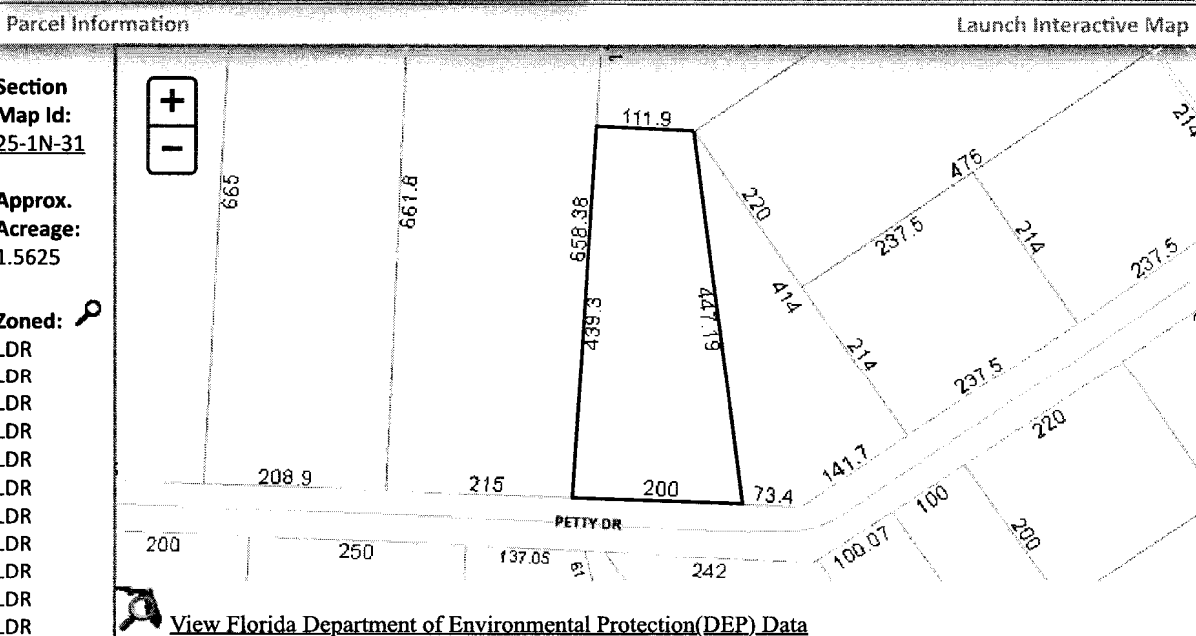 Parcel Information
Launch Interactive Map
Section
Map Id:
25-1N-31
Approx.
Acreage:
1.5625
Zoned:
LDR
LDR
LDR
LDR
LDR
LDR
LDR
LDR
LDR
LDR
LDR
+
−
111.9
665
661.8
658.38
439.3
447.19
220
476
237.5
214
214
414
214
237.5
237.5
208.9
215
200
73.4
141.7
220
PETTY DR
200
250
137.05
61
242
100.07
100
200
View Florida Department of Environmental Protection(DEP) Data